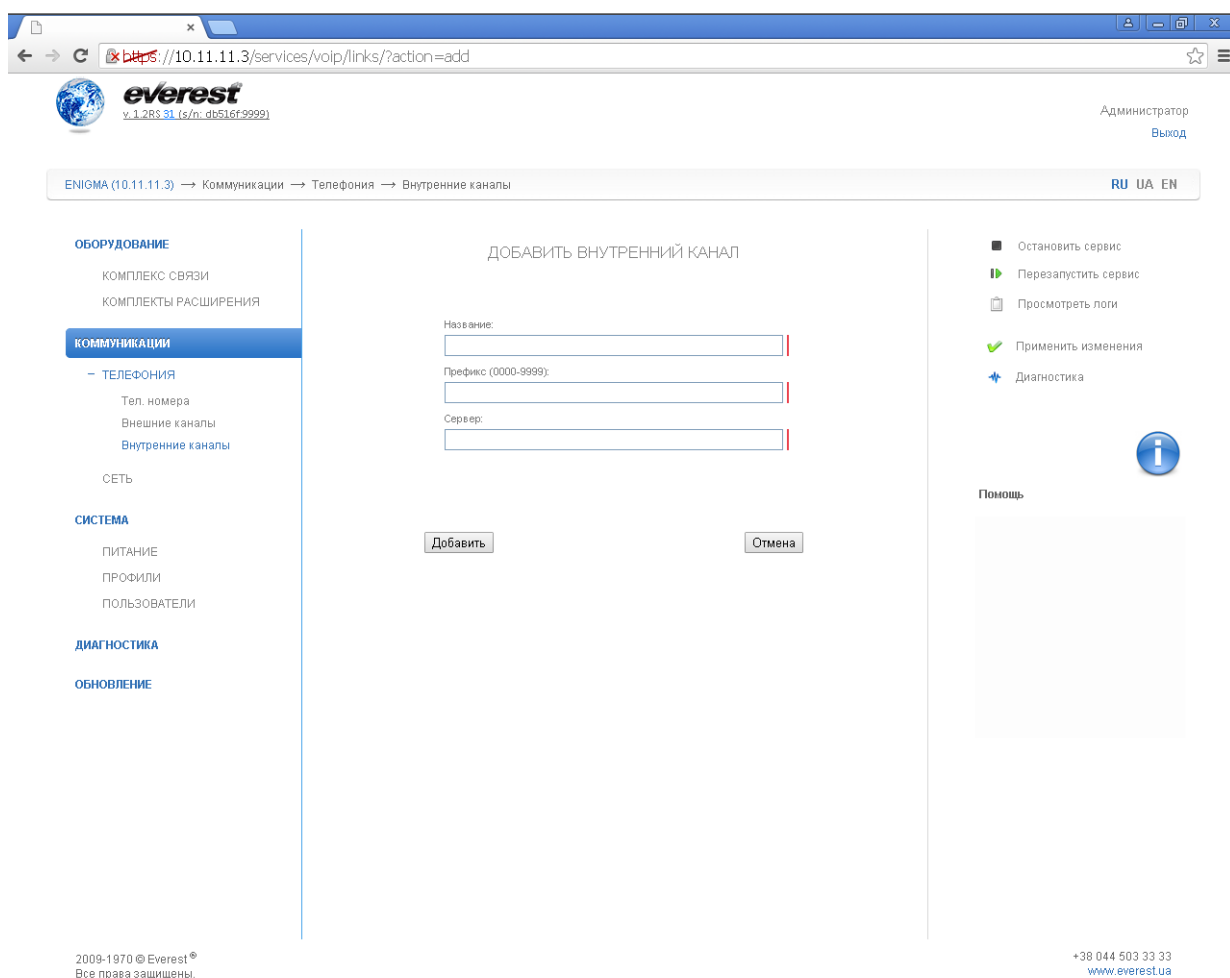 https://10.11.11.3/services/voip/links/?action=add
everest
v. 1.2RS 31 (s/n: db516f:9999)
Администратор
Выход
ENIGMA (10.11.11.3) → Коммуникации → Телефония → Внутренние каналы
RU UA EN
ОБОРУДОВАНИЕ
КОМПЛЕКС СВЯЗИ
КОМПЛЕКТЫ РАСШИРЕНИЯ
КОММУНИКАЦИИ
– ТЕЛЕФОНИЯ
Тел. номера
Внешние каналы
Внутренние каналы
СЕТЬ
СИСТЕМА
ПИТАНИЕ
ПРОФИЛИ
ПОЛЬЗОВАТЕЛИ
ДИАГНОСТИКА
ОБНОВЛЕНИЕ
ДОБАВИТЬ ВНУТРЕННИЙ КАНАЛ
Название:
Префикс (0000-9999):
Сервер:
Добавить
Отмена
Остановить сервис
Перезапустить сервис
Просмотреть логи
Применить изменения
Диагностика
Помощь
2009-1970 © Everest ®
Все права защищены.
+38 044 503 33 33
www.everest.ua